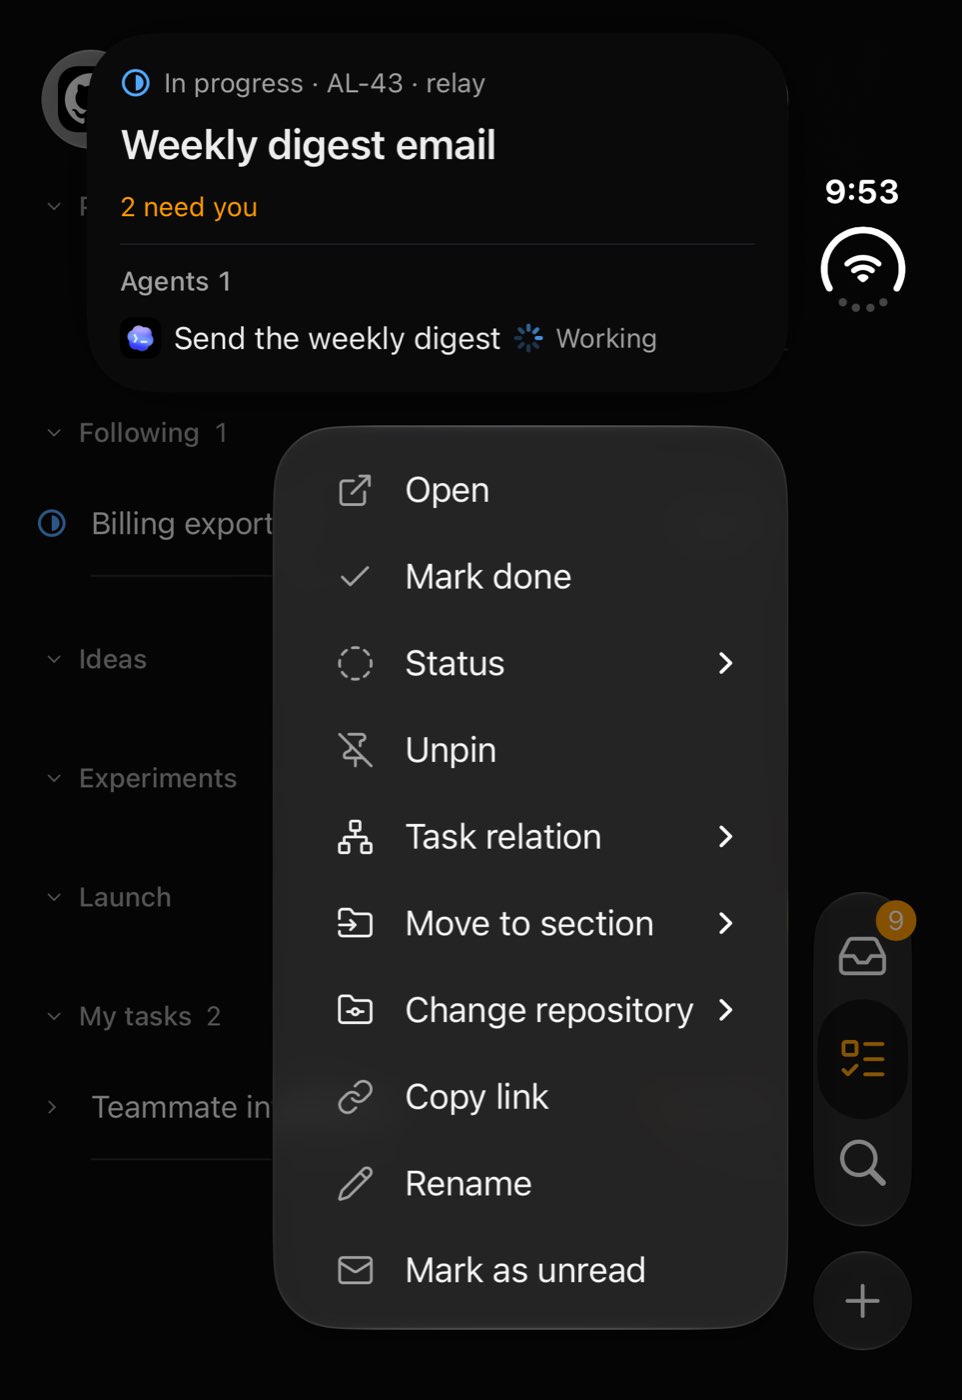 In progress · AL-43 · relay
Weekly digest email
2 need you
Agents 1
Send the weekly digest Working
9:53
Following 1
Billing export
Ideas
Experiments
Launch
My tasks 2
Teammate in
Open
Mark done
Status
Unpin
Task relation
Move to section
Change repository
Copy link
Rename
Mark as unread
9